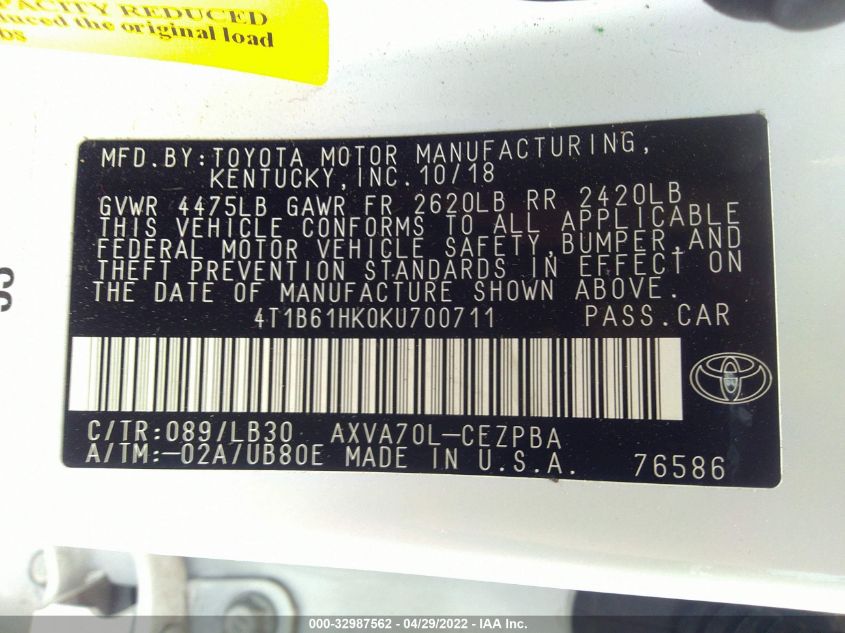 PACITY REDUCED
duced the original load
bs
MFD.BY:TOYOTA MOTOR MANUFACTURING,
KENTUCKY,INC.10/18
GVWR 4475LB GAWR FR 2620LB RR 2420LB
THIS VEHICLE CONFORMS TO ALL APPLICABLE
FEDERAL MOTOR VEHICLE SAFETY,BUMPER,AND
THEFT PREVENTION STANDARDS IN EFFECT ON
THE DATE OF MANUFACTURE SHOWN ABOVE.
4T1B61HK0KU700711 PASS.CAR
C/TR:089/LB30 AXVA70L-CEZPBA
A/TM:-02A/UB80E MADE IN U.S.A. 76586
000-32987562 - 04/29/2022 - IAA Inc.